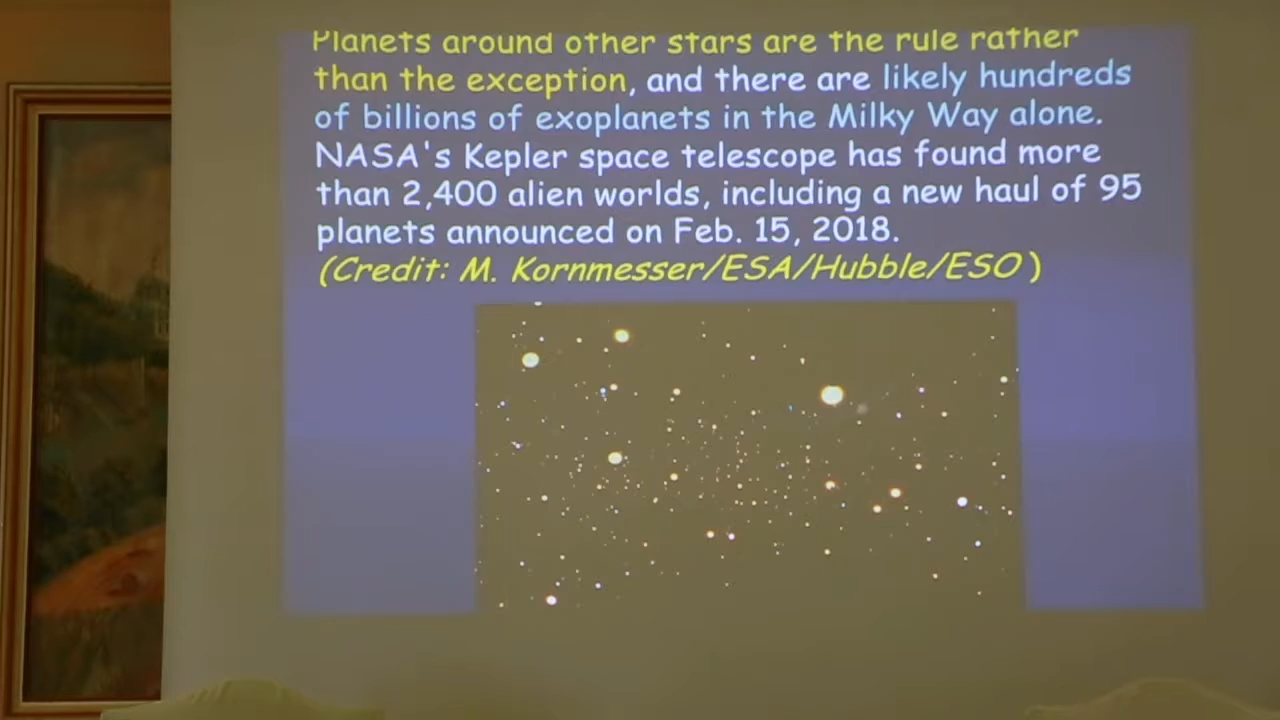 Planets around other stars are the rule rather
than the exception, and there are likely hundreds
of billions of exoplanets in the Milky Way alone.
NASA's Kepler space telescope has found more
than 2,400 alien worlds, including a new haul of 95
planets announced on Feb. 15, 2018.
(Credit: M. Kornmesser/ESA/Hubble/ESO )